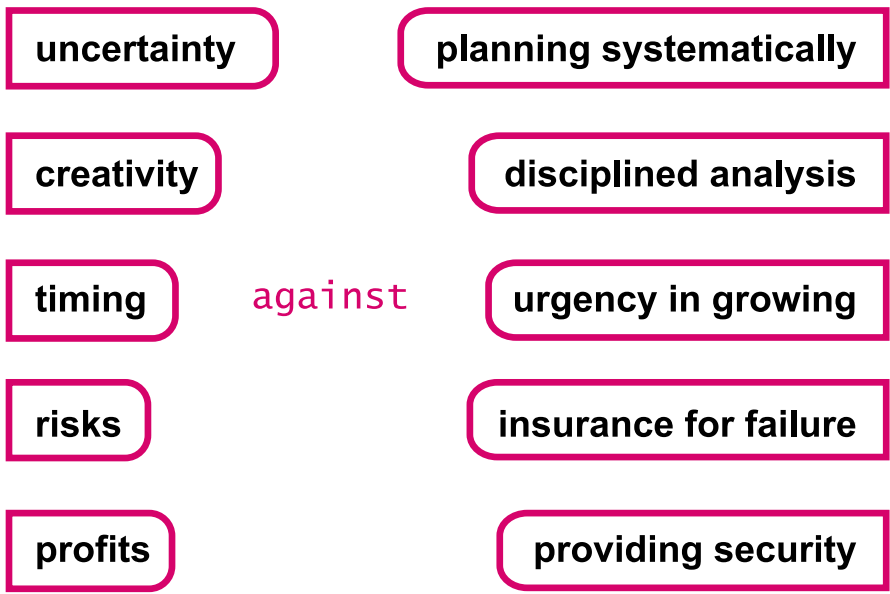 uncertainty planning systematically
creativity disciplined analysis
timing against urgency in growing
risks insurance for failure
profits providing security